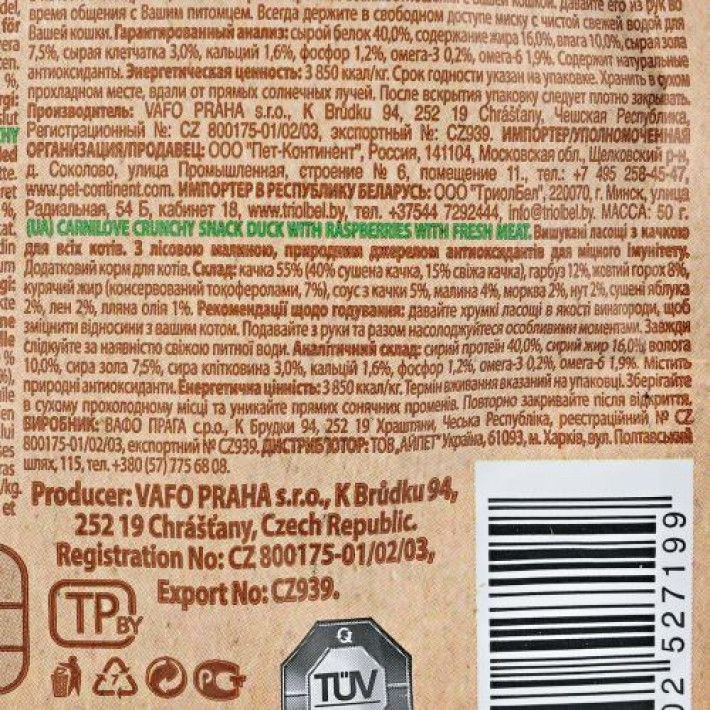 время общения с Вашим питомцем. Всегда держите в свободном доступе миску с чистой свежей водой для
Вашей кошки. Гарантированный анализ: сырой белок 40,0%, содержание жира 16,0%, влага 10,0%, сырая зола
7,5%, сырая клетчатка 3,0%, кальций 1,6%, фосфор 1,2%, омега-3 0,2%, омега-6 1,9%. Содержит натуральные
антиоксиданты. Энергетическая ценность: 3 850 ккал/кг. Срок годности указан на упаковке. Хранить в сухом
прохладном месте, вдали от прямых солнечных лучей. После вскрытия упаковку следует плотно закрывать.
Производитель: VAFO PRAHA s.r.o., K Brůdku 94, 252 19 Chrášťany, Чешская Республика,
Регистрационный №: CZ 800175-01/02/03, экспортный №: CZ939. ИМПОРТЕР/УПОЛНОМОЧЕННАЯ
ОРГАНИЗАЦИЯ/ПРОДАВЕЦ: ООО "Пет-Континент", Россия, 141104, Московская обл., Щелковский р-н,
д. Соколово, улица Промышленная, строение № 6, помещение 11., тел.: +7 495 258-45-47,
www.pet-continent.com. ИМПОРТЕР В РЕСПУБЛИКУ БЕЛАРУСЬ: ООО "ТриолБел", 220070, г. Минск, улица
Радиальная, 54 Б, кабинет 18, www.triolbel.by, тел. +37544 7292444, info@triolbel.by. МАССА: 50 г.
(UA) CARNILOVE CRUNCHY SNACK DUCK WITH RASPBERRIES WITH FRESH MEAT. Вишукані ласощі з качкою
для всіх котів. З лісовою малиною, природним джерелом антиоксидантів для міцного імунітету.
Додатковий корм для котів. Склад: качка 55% (40% сушена качка, 15% свіжа качка), гарбуз 12%, жовтий горох 8%,
курячий жир (консервований токоферолами, 7%), соус з качки 5%, малина 4%, морква 2%, нут 2%, сушені яблука
2%, лен 2%, лляна олія 1%. Рекомендації щодо годування: давайте хрумкі ласощі в якості винагороди, щоб
зміцнити відносини з вашим котом. Подавайте з руки та разом насолоджуйтеся особливими моментами. Завжди
слідкуйте за наявністю свіжою питної води. Аналітичний склад: сирий протеїн 40,0%, сирий жир 16,0%, волога
10,0%, сира зола 7,5%, сира клітковина 3,0%, кальцій 1,6%, фосфор 1,2%, омега-3 0,2%, омега-6 1,9%. Містить
природні антиоксиданти. Енергетична цінність: 3 850 ккал/кг. Термін вживання вказаний на упаковці. Зберігайте
в сухому прохолодному місці та уникайте прямих сонячних променів. Повторно закривайте після відкриття.
ВИРОБНИК: ВАФО ПРАГА с.р.о., К Брудки 94, 252 19 Храштяни, Чеська Республіка, реєстраційний № CZ
800175-01/02/03, експортний № CZ939. ДИСТРИБ'ЮТОР: ТОВ „АЙПЕТ" Україна, 61093, м. Харків, вул. Полтавський
шлях, 115, тел. +380 (57) 775 68 08.
Producer: VAFO PRAHA s.r.o., K Brůdku 94,
252 19 Chrášťany, Czech Republic.
Registration No: CZ 800175-01/02/03,
Export No: CZ939.
TP BY
7
PCT
Q
TÜV
02 527199